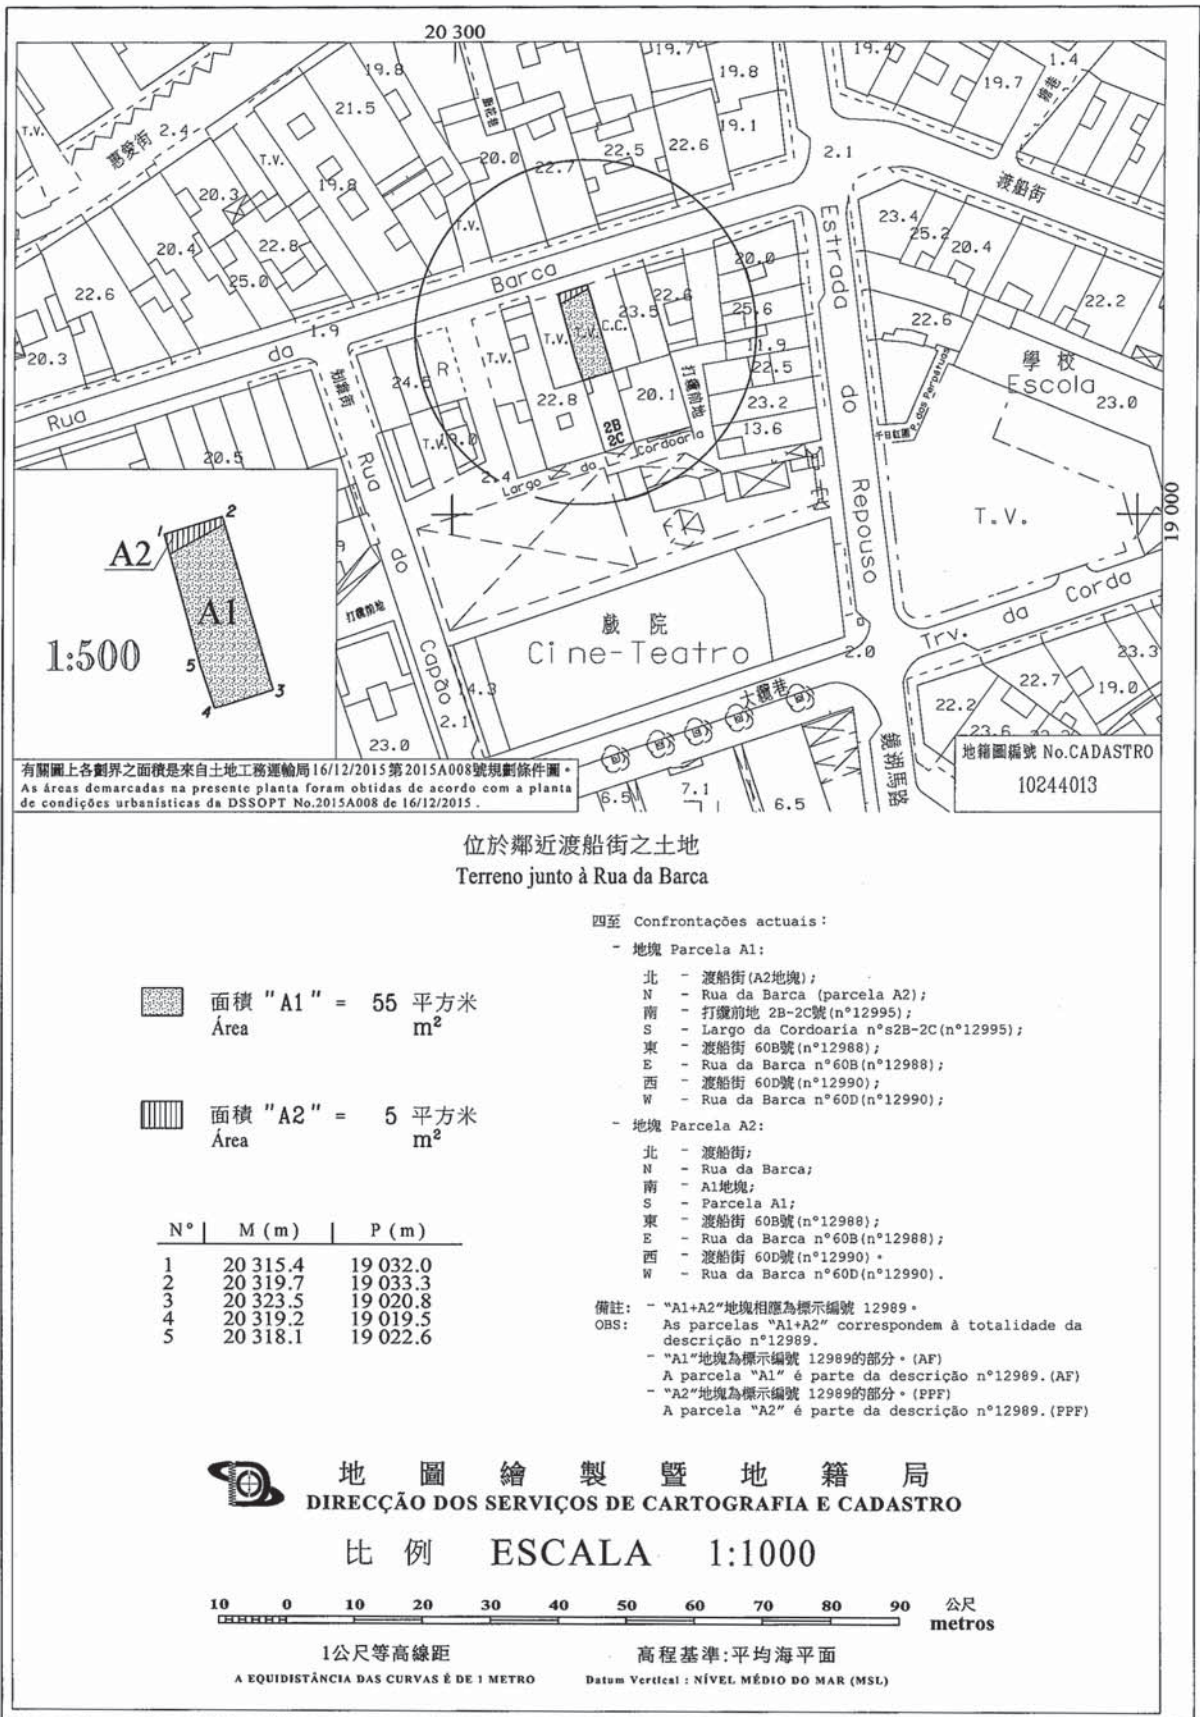 20 300
19.8
19.7
19.8
19.4
1.4
19.7
21.5
19.1
T.V.
惠愛街
2.4
T.V.
20.0
22.7
22.5
22.6
2.1
渡船街
19.8
20.3
T.V.
23.4
25.2
20.4
20.4
22.8
25.0
Barca
20.0
Estrada
22.6
22.6
22.2
23.5
25.6
22.6
1.9
T.V.
T.V.
C.C.
11.9
20.3
da
T.V.
R
24.5
22.5
do
學校
Escola
23.0
P. dos Perpétuas
Rua
22.8
20.1
打纜前地
23.2
2B
2C
13.6
千日紅圍
T.V.
19.0
20.5
Rua
2.4
Largo da Cordoaria
Repouso
T.V.
19 000
1
2
A2
A1
do
打纜前地
da Corda
戲院
Cine-Teatro
Trv.
1:500
5
3
4
Capão
2.0
23.3
22.7
19.0
14.3
大纜巷
22.2
2.1
23.6
23.0
鏡湖馬路
地籍圖編號 No.CADASTRO
10244013
有關圖上各劃界之面積是來自土地工務運輸局16/12/2015第2015A008號規劃條件圖。
As áreas demarcadas na presente planta foram obtidas de acordo com a planta
de condições urbanísticas da DSSOPT No.2015A008 de 16/12/2015 .
6.5
7.1
6.5
位於鄰近渡船街之土地
Terreno junto à Rua da Barca
四至 Confrontações actuais :
- 地塊 Parcela A1:
北 - 渡船街(A2地塊);
N - Rua da Barca (parcela A2);
南 - 打纜前地 2B-2C號(n°12995);
S - Largo da Cordoaria n°s2B-2C(n°12995);
東 - 渡船街 60B號(n°12988);
E - Rua da Barca n°60B(n°12988);
西 - 渡船街 60D號(n°12990);
W - Rua da Barca n°60D(n°12990);
- 地塊 Parcela A2:
北 - 渡船街;
N - Rua da Barca;
南 - A1地塊;
S - Parcela A1;
東 - 渡船街 60B號(n°12988);
E - Rua da Barca n°60B(n°12988);
西 - 渡船街 60D號(n°12990)。
W - Rua da Barca n°60D(n°12990).
面積 "A1" = 55 平方米
Área m²
面積 "A2" = 5 平方米
Área m²
N° M (m) P (m)
1 20 315.4 19 032.0
2 20 319.7 19 033.3
3 20 323.5 19 020.8
4 20 319.2 19 019.5
5 20 318.1 19 022.6
備註: - "A1+A2"地塊相應為標示編號 12989。
OBS: As parcelas "A1+A2" correspondem à totalidade da
descrição n°12989.
- "A1"地塊為標示編號 12989的部分。(AF)
A parcela "A1" é parte da descrição n°12989.(AF)
- "A2"地塊為標示編號 12989的部分。(PPF)
A parcela "A2" é parte da descrição n°12989.(PPF)
地圖繪製暨地籍局
DIRECÇÃO DOS SERVIÇOS DE CARTOGRAFIA E CADASTRO
比例 ESCALA 1:1000
10 0 10 20 30 40 50 60 70 80 90 公尺
metros
1公尺等高線距
A EQUIDISTÂNCIA DAS CURVAS É DE 1 METRO
高程基準:平均海平面
Datum Vertical : NÍVEL MÉDIO DO MAR (MSL)